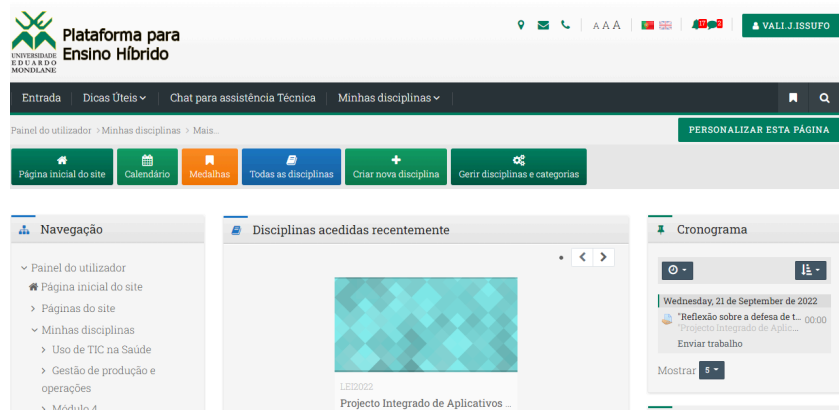 UNIVERSIDADE
EDUARDO
MONDLANE
Plataforma para
Ensino Híbrido
A A A
17 2
VALI.J.ISSUFO
Entrada Dicas Úteis Chat para assistência Técnica Minhas disciplinas
Painel do utilizador > Minhas disciplinas > Mais...
PERSONALIZAR ESTA PÁGINA
Página inicial do site Calendário Medalhas Todas as disciplinas Criar nova disciplina Gerir disciplinas e categorias
Navegação
Painel do utilizador
Página inicial do site
Páginas do site
Minhas disciplinas
Uso de TIC na Saúde
Gestão de produção e
operações
Módulo 4
Disciplinas acedidas recentemente
LEI2022
Projecto Integrado de Aplicativos ...
Cronograma
Wednesday, 21 de September de 2022
"Reflexão sobre a defesa de t... 00:00
"Projecto Integrado de Aplic...
Enviar trabalho
Mostrar 5